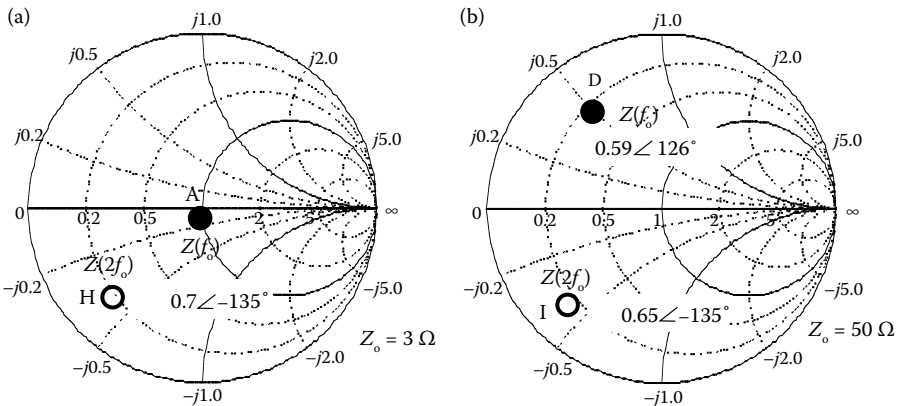 (a)
j1.0
j0.5
j2.0
j0.2
j5.0
A
0
0.2
0.5
2
5
∞
Z(fo)
Z(2fo)
H
0.7∠–135°
–j0.2
–j5.0
–j0.5
–j2.0
–j1.0
Zo = 3 Ω
(b)
j1.0
j0.5
j2.0
D
Z(fo)
0.59∠126°
j0.2
j5.0
0
0.2
0.5
1
2
5
∞
Z(2fo)
I
0.65∠–135°
–j0.2
–j5.0
–j0.5
–j2.0
–j1.0
Zo = 50 Ω